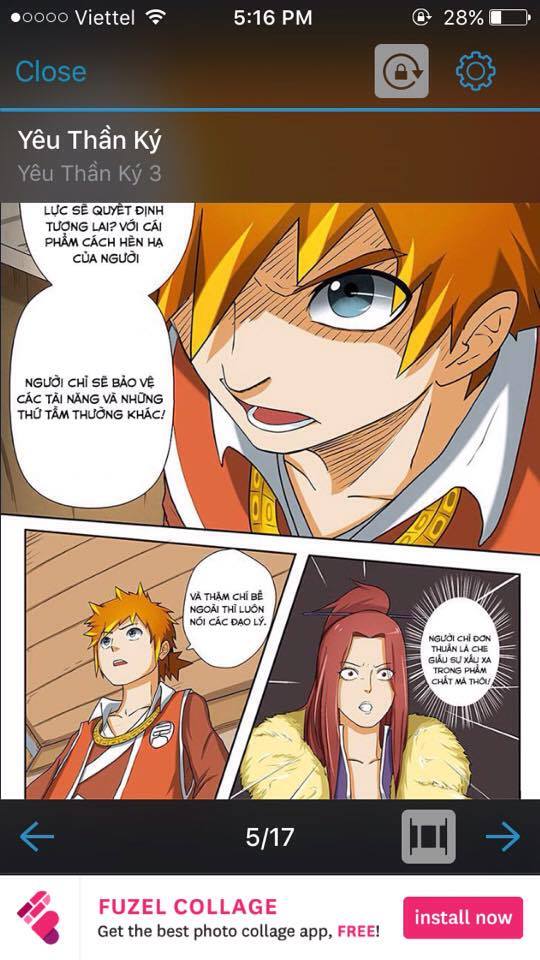 Viettel
5:16 PM
28%
Close
Yêu Thần Ký
Yêu Thần Ký 3
LỰC SẼ QUYẾT ĐỊNH
TƯƠNG LAI? VỚI CÁI
PHẨM CÁCH HÈN HẠ
CỦA NGƯƠI
NGƯƠI CHỈ SẼ BẢO VỆ
CÁC TÀI NĂNG VÀ NHỮNG
THỨ TẦM THƯỜNG KHÁC!
VÀ THẬM CHÍ BỀ
NGOÀI THÌ LUÔN
NÓI CÁC ĐẠO LÝ.
NGƯƠI CHỈ ĐƠN
THUẦN LÀ CHE
GIẤU SỰ XẤU XA
TRONG PHẨM
CHẤT MÀ THÔI!
5/17
FUZEL COLLAGE
Get the best photo collage app, FREE!
install now